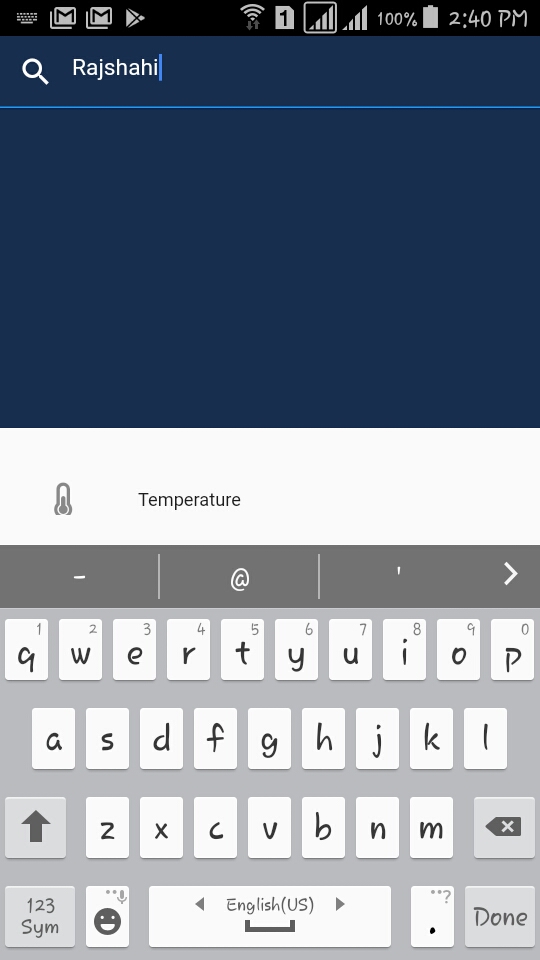 1 100% 2:40 PM
Rajshahi
Temperature
- @ '
1 2 3 4 5 6 7 8 9 0
q w e r t y u i o p
a s d f g h j k l
z x c v b n m
123 Sym English(US) ? . Done